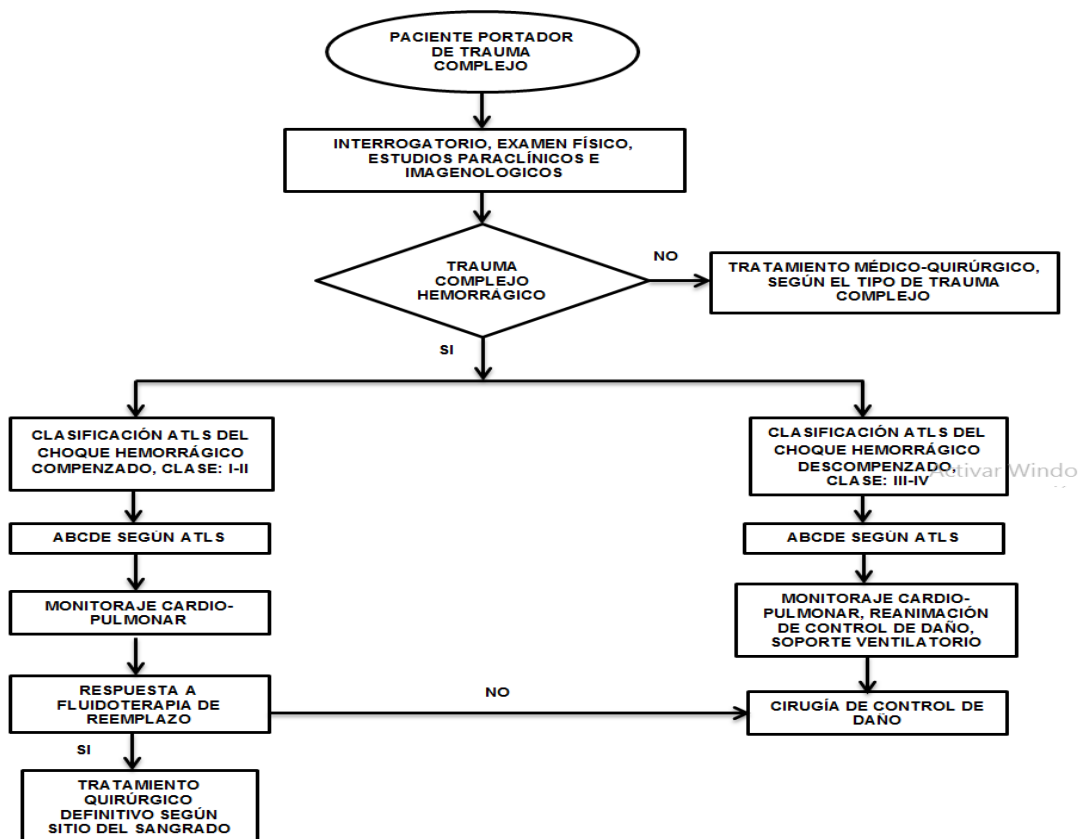 PACIENTE PORTADOR
DE TRAUMA
COMPLEJO
INTERROGATORIO, EXAMEN FÍSICO,
ESTUDIOS PARACLÍNICOS E
IMAGENOLOGICOS
TRAUMA
COMPLEJO
HEMORRÁGICO
NO
TRATAMIENTO MÉDICO-QUIRÚRGICO,
SEGÚN EL TIPO DE TRAUMA
COMPLEJO
SI
CLASIFICACIÓN ATLS DEL
CHOQUE HEMORRÁGICO
COMPENZADO, CLASE: I-II
ABCDE SEGÚN ATLS
MONITORAJE CARDIO-
PULMONAR
RESPUESTA A
FLUIDOTERAPIA DE
REEMPLAZO
NO
SI
TRATAMIENTO
QUIRÚRGICO
DEFINITIVO SEGÚN
SITIO DEL SANGRADO
CLASIFICACIÓN ATLS DEL
CHOQUE HEMORRÁGICO
DESCOMPENZADO,
CLASE: III-IV
Activar Windo
ABCDE SEGÚN ATLS
MONITORAJE CARDIO-
PULMONAR, REANIMACIÓN
DE CONTROL DE DAÑO,
SOPORTE VENTILATORIO
CIRUGÍA DE CONTROL DE
DAÑO